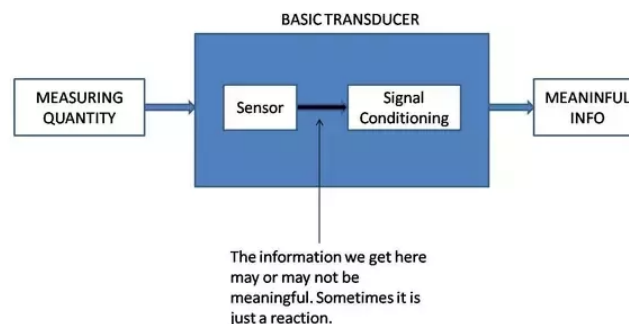 BASIC TRANSDUCER
MEASURING
QUANTITY
Sensor
Signal
Conditioning
MEANINFUL
INFO
The information we get here
may or may not be
meaningful. Sometimes it is
just a reaction.